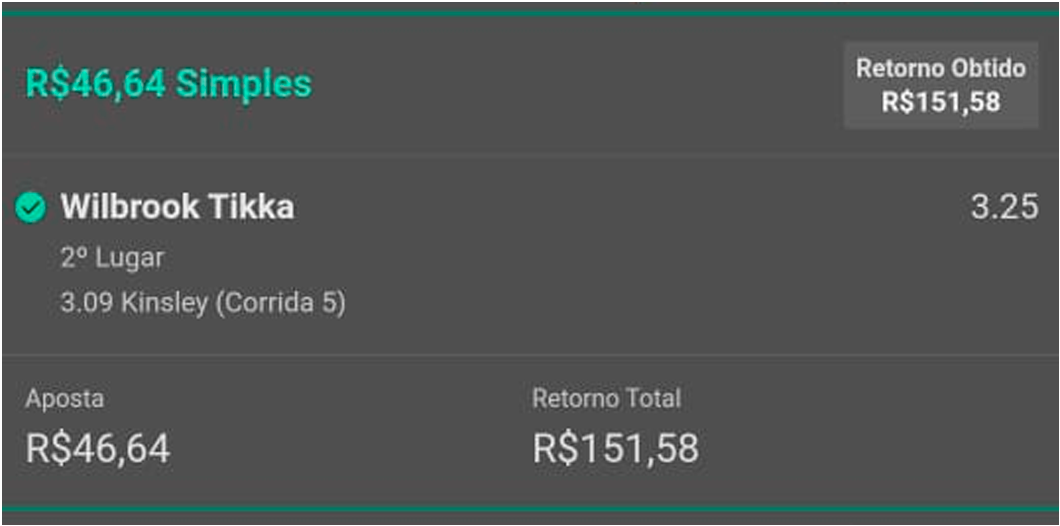 R$46,64 Simples
Retorno Obtido
R$151,58
Wilbrook Tikka
3.25
2º Lugar
3.09 Kinsley (Corrida 5)
Aposta
Retorno Total
R$46,64
R$151,58